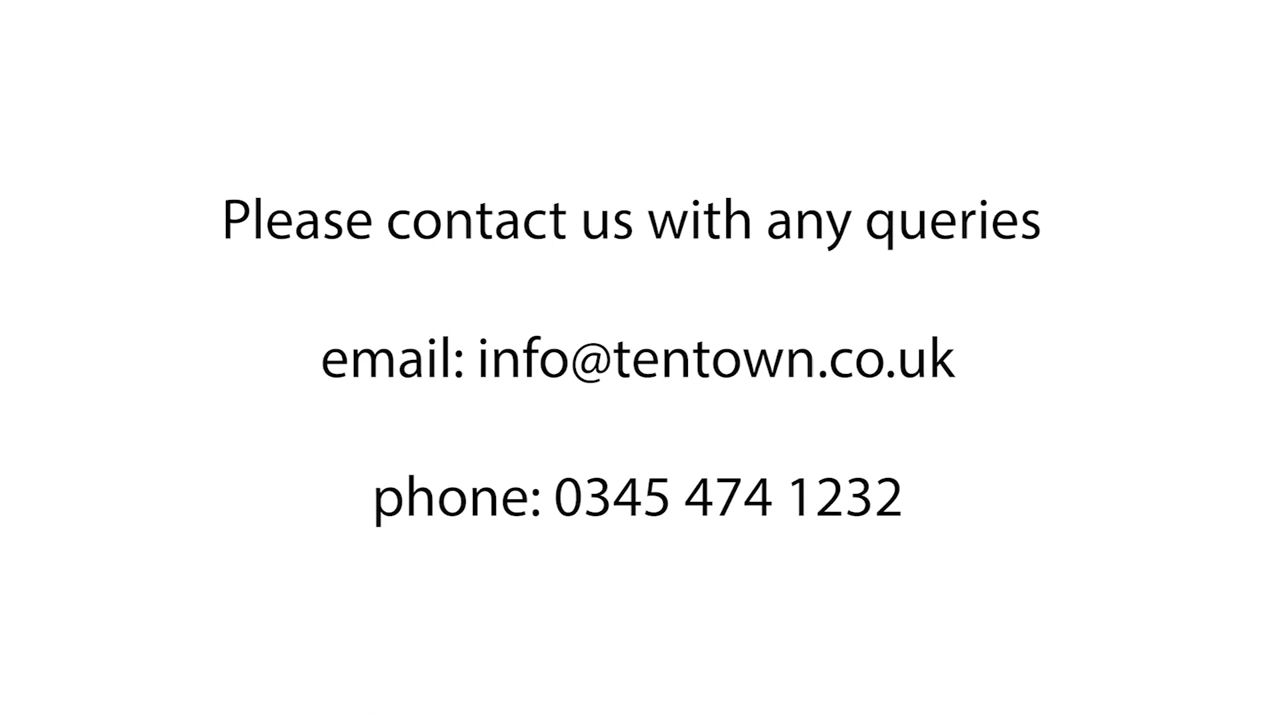 Please contact us with any queries
email: info@tentown.co.uk
phone: 0345 474 1232